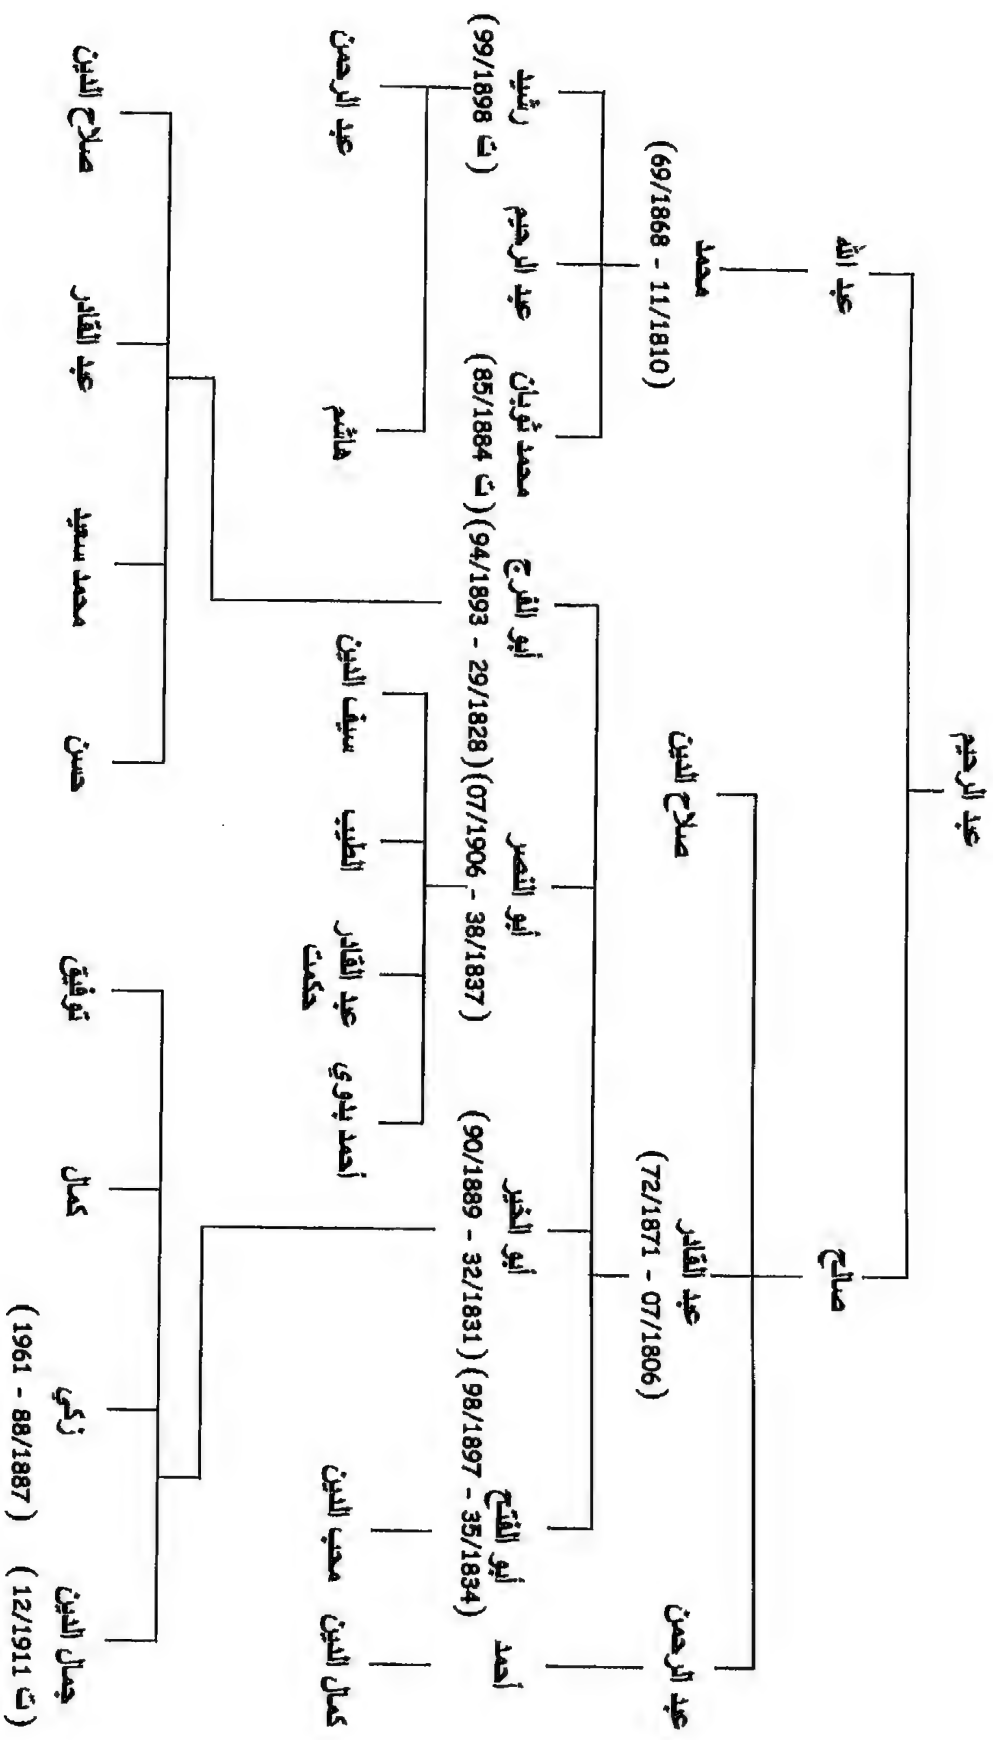 عبد الرحيم
صالح عبد الله
عبد الرحمن عبد القادر صلاح الدين محمد
(72/1871 - 07/1806) (69/1868 - 11/1810)
أحمد أبو الفتح أبو الخير أبو النصر أبو الفرج محمد توبان عبد الرحيم رشيد
(98/1897 - 35/1834) (90/1889 - 32/1831) (07/1906 - 38/1837) (94/1893 - 29/1828) (ت 85/1884) (ت 99/1898)
كمال الدين محب الدين أحمد بدوي عبد القادر الطيب سيف الدين هاشم عبد الرحمن
حكمت
جمال الدين زكي كمال توفيق حسن محمد سعيد عبد القادر صلاح الدين
(ت 12/1911) (1961 - 88/1887)